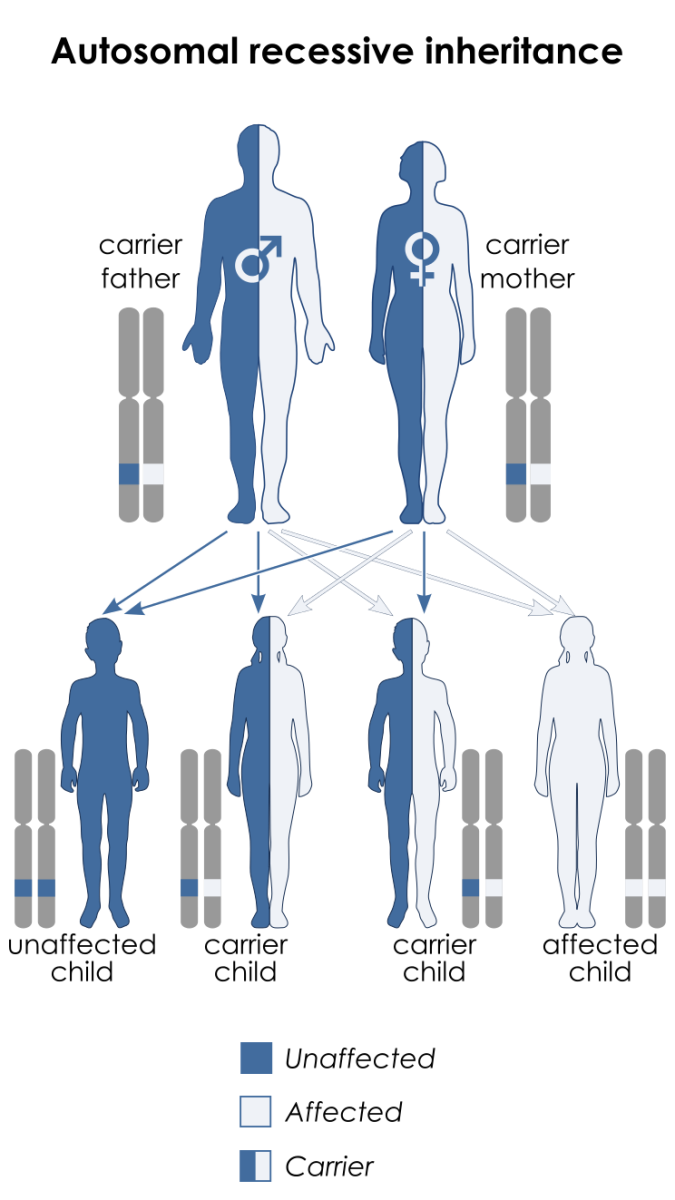 Autosomal recessive inheritance
carrier
father
carrier
mother
unaffected
child
carrier
child
carrier
child
affected
child
Unaffected
Affected
Carrier